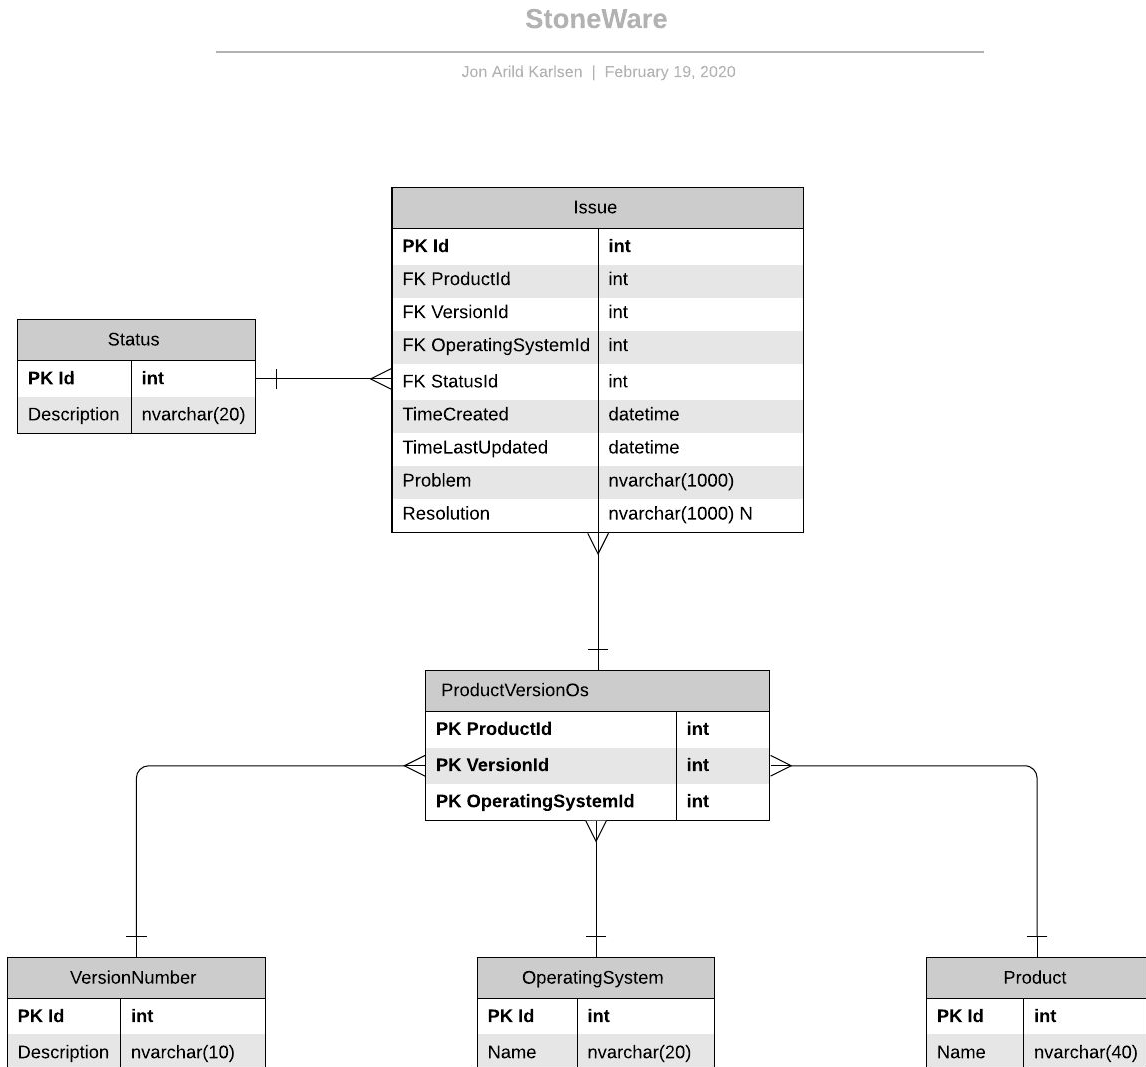 StoneWare
Jon Arild Karlsen | February 19, 2020
Issue
PK Id int
FK ProductId int
FK VersionId int
FK OperatingSystemId int
FK StatusId int
TimeCreated datetime
TimeLastUpdated datetime
Problem nvarchar(1000)
Resolution nvarchar(1000) N
Status
PK Id int
Description nvarchar(20)
ProductVersionOs
PK ProductId int
PK VersionId int
PK OperatingSystemId int
VersionNumber
PK Id int
Description nvarchar(10)
OperatingSystem
PK Id int
Name nvarchar(20)
Product
PK Id int
Name nvarchar(40)